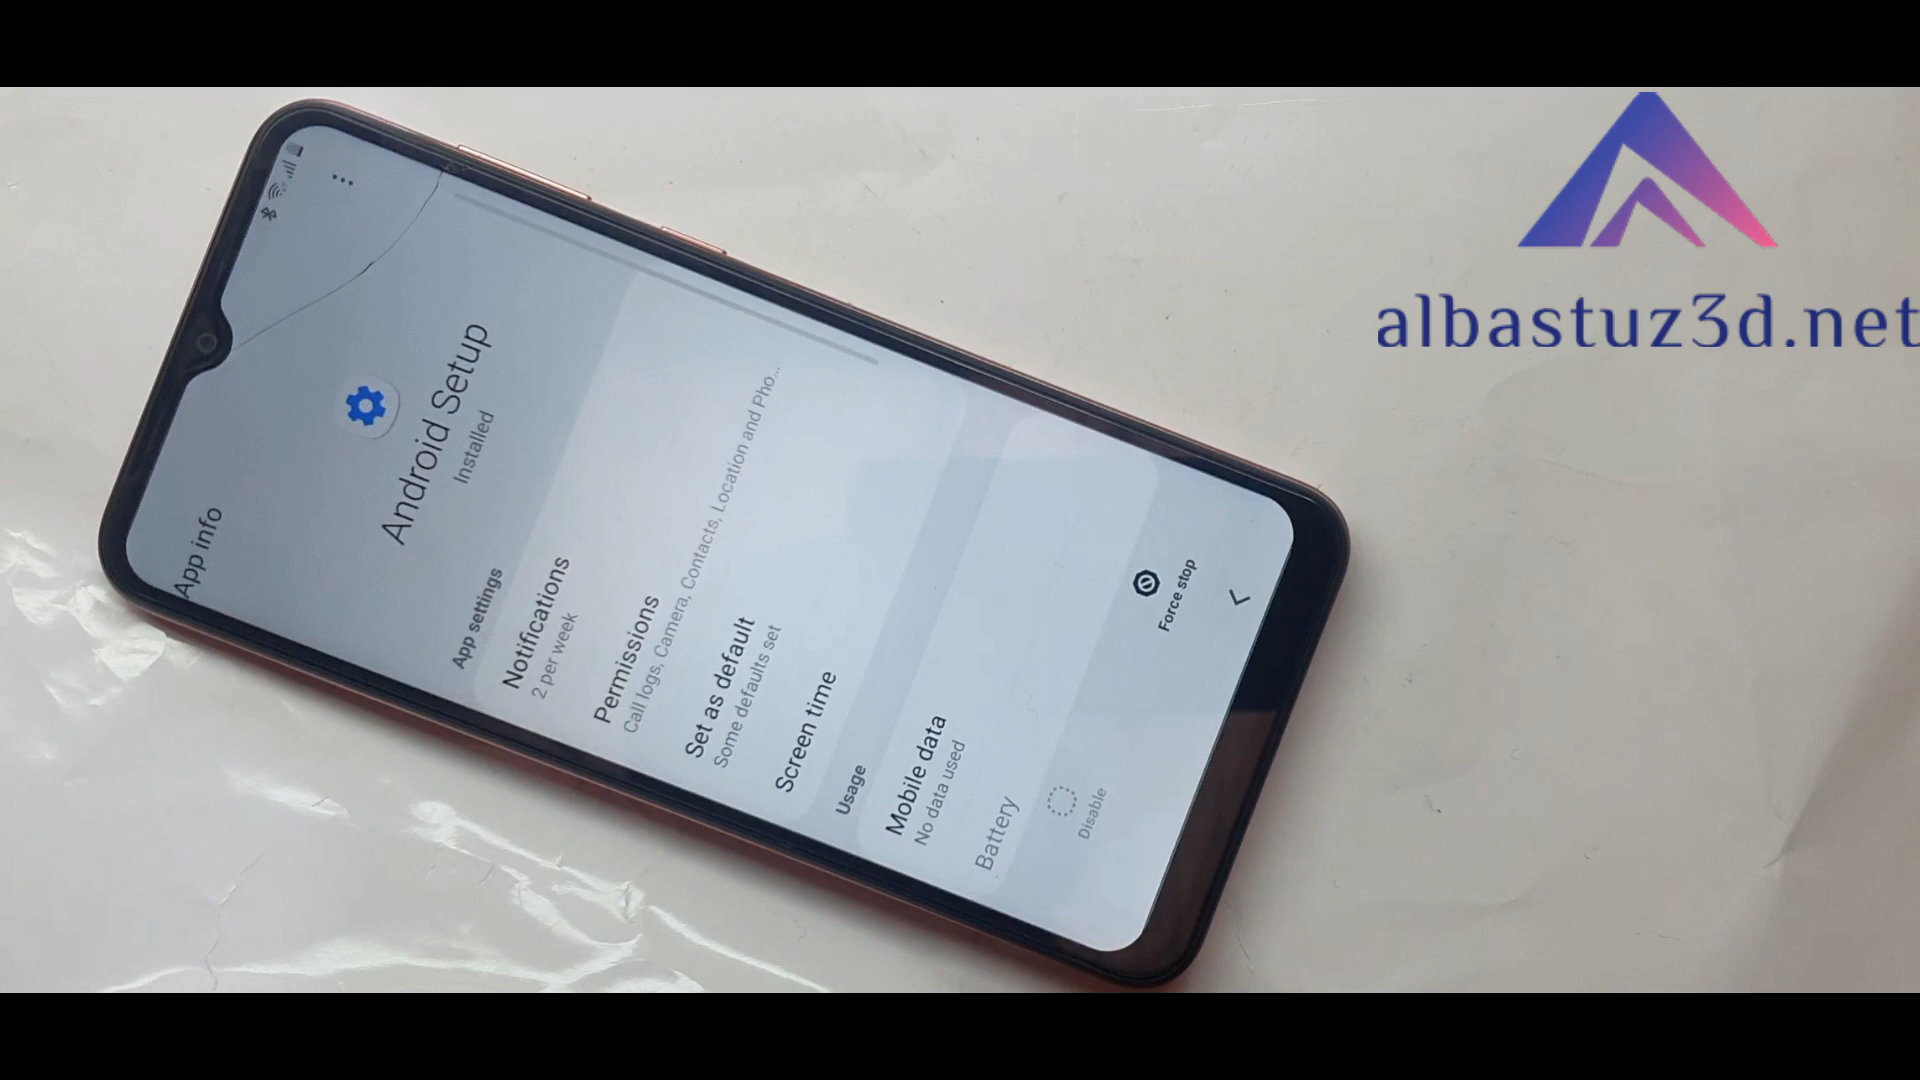 App info
Android Setup
Installed
App settings
Notifications
2 per week
Permissions
Call logs, Camera, Contacts, Location and Pho...
Set as default
Some defaults set
Screen time
Usage
Mobile data
No data used
Battery
Disable
Force stop
albastuz3d.net